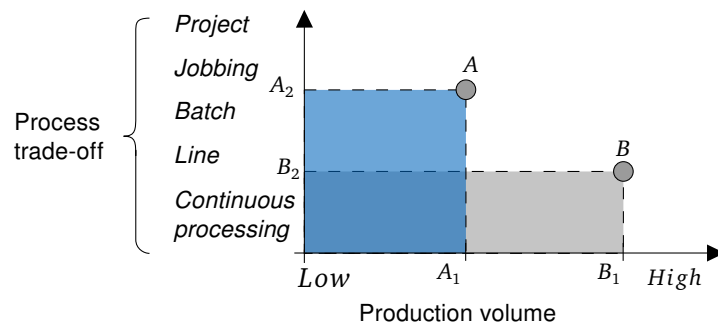 Project
Jobbing
Batch
Line
Continuous
processing
Process
trade-off
A
A₂
B
B₂
Low
A₁
B₁
High
Production volume